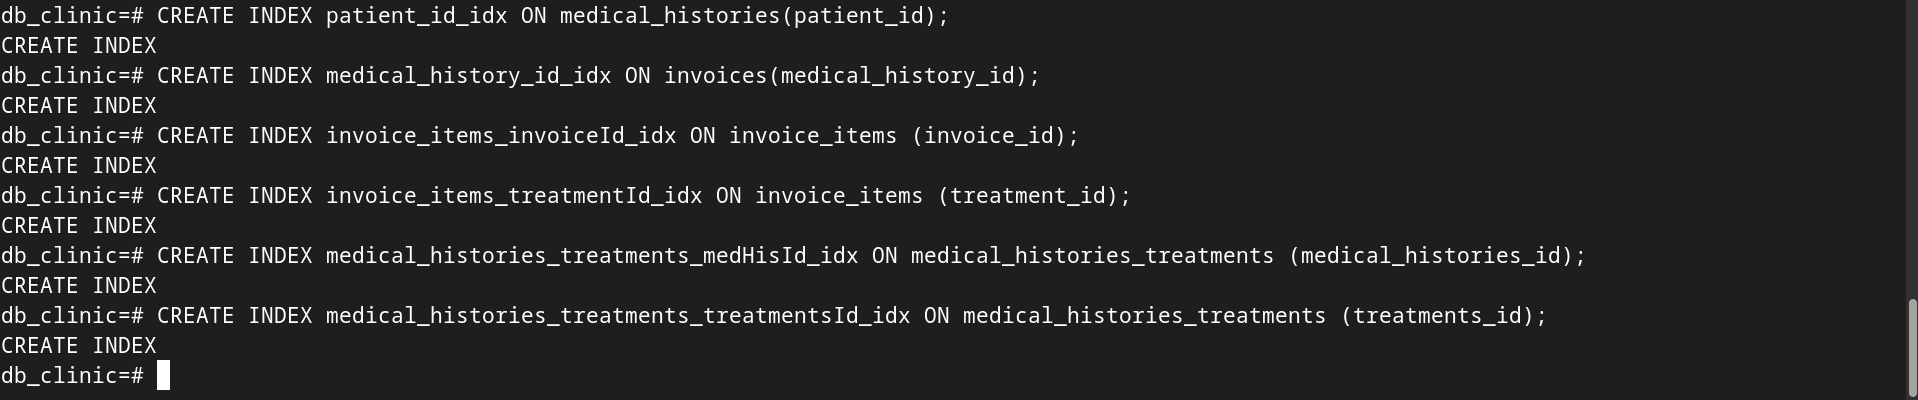 db_clinic=# CREATE INDEX patient_id_idx ON medical_histories(patient_id);
CREATE INDEX
db_clinic=# CREATE INDEX medical_history_id_idx ON invoices(medical_history_id);
CREATE INDEX
db_clinic=# CREATE INDEX invoice_items_invoiceId_idx ON invoice_items (invoice_id);
CREATE INDEX
db_clinic=# CREATE INDEX invoice_items_treatmentId_idx ON invoice_items (treatment_id);
CREATE INDEX
db_clinic=# CREATE INDEX medical_histories_treatments_medHisId_idx ON medical_histories_treatments (medical_histories_id);
CREATE INDEX
db_clinic=# CREATE INDEX medical_histories_treatments_treatmentsId_idx ON medical_histories_treatments (treatments_id);
CREATE INDEX
db_clinic=#